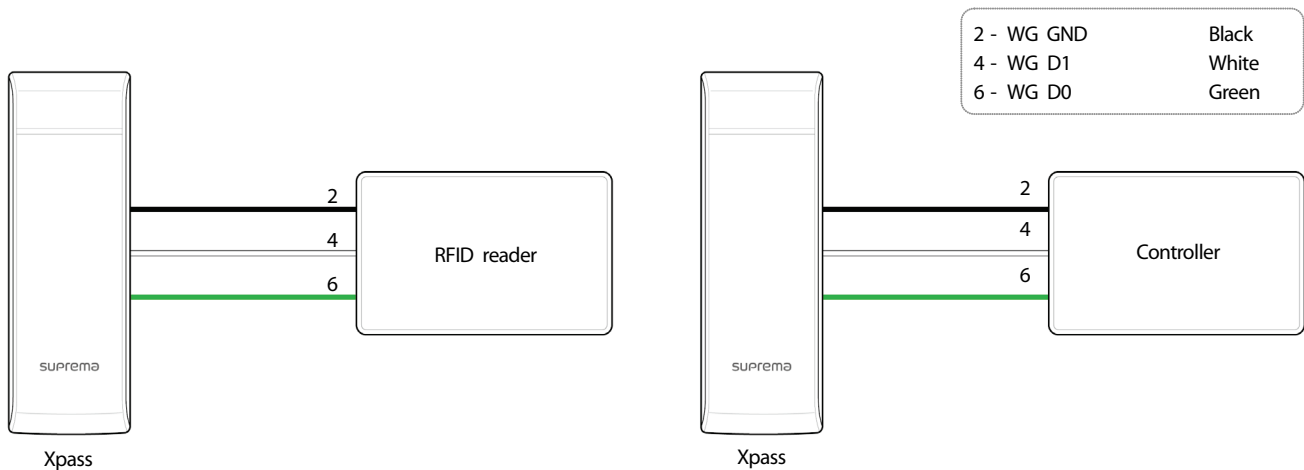 2 - WG GND Black
4 - WG D1 White
6 - WG D0 Green
2
4
RFID reader
6
suprema
Xpass
2
4
Controller
6
suprema
Xpass